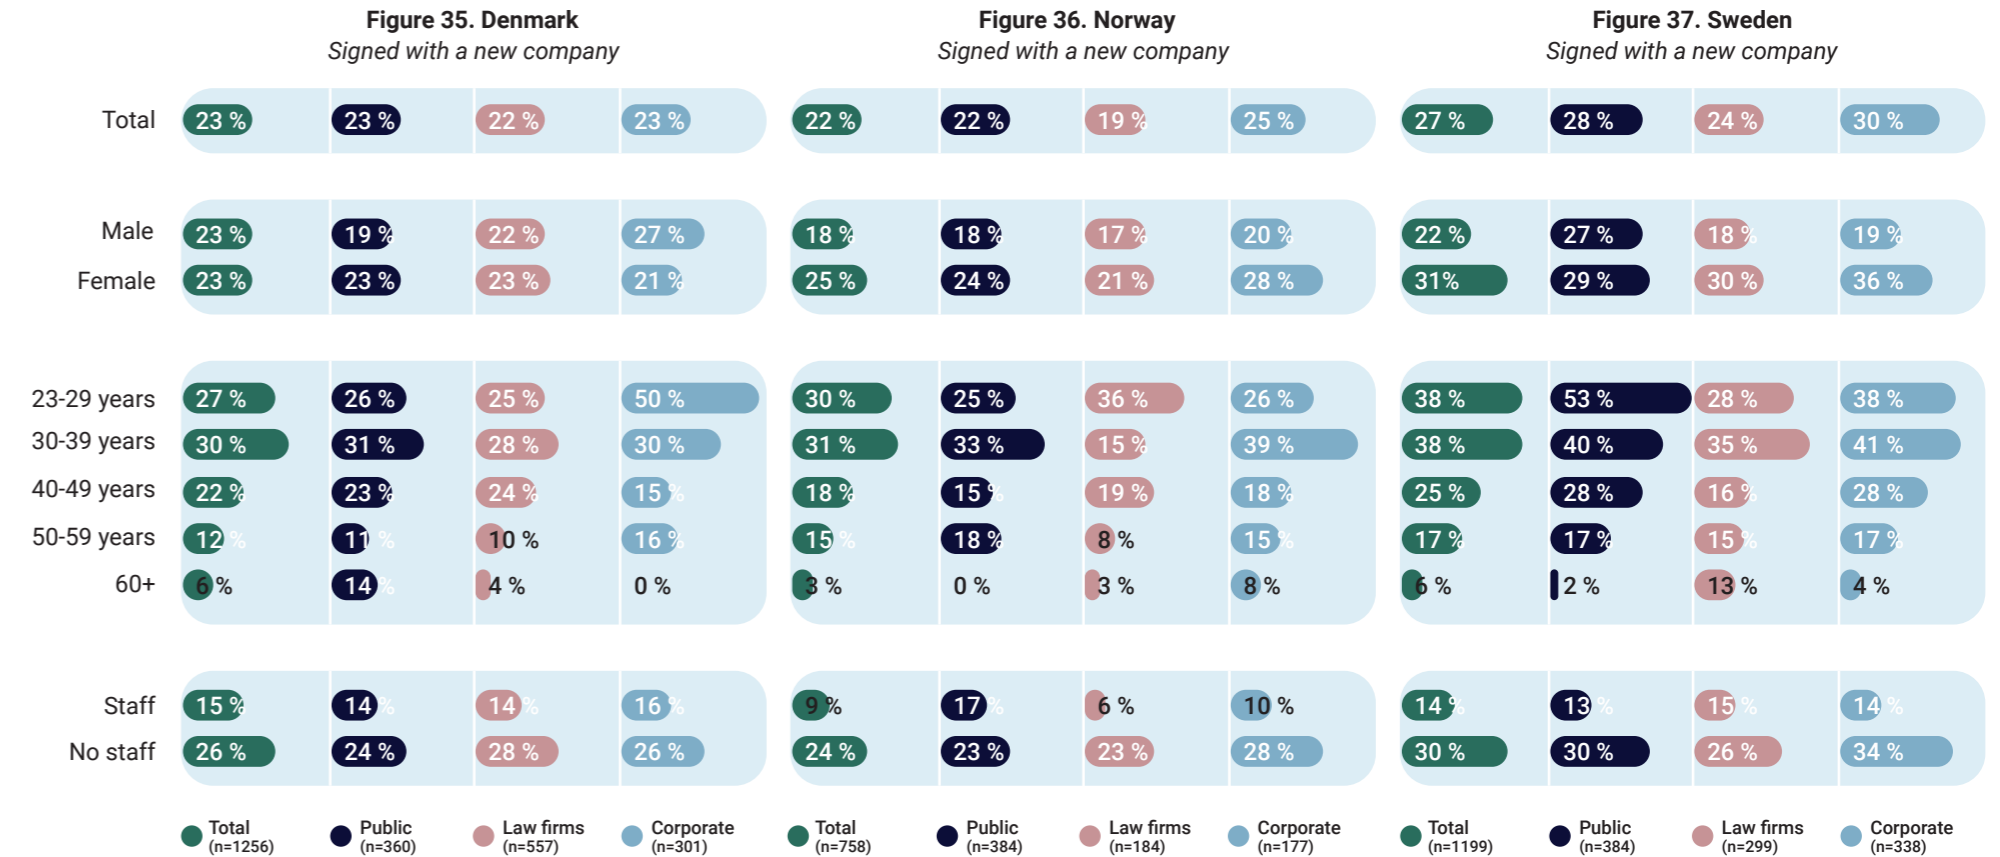 Figure 35. Denmark Figure 36. Norway Figure 37. Sweden
Signed with a new company Signed with a new company Signed with a new company
Total 23 % 23 % 22 % 23 % 22 % 22 % 19 % 25 % 27 % 28 % 24 % 30 %
Male 23 % 19 % 22 % 27 % 18 % 18 % 17 % 20 % 22 % 27 % 18 % 19 %
Female 23 % 23 % 23 % 21 % 25 % 24 % 21 % 28 % 31% 29 % 30 % 36 %
23-29 years 27 % 26 % 25 % 50 % 30 % 25 % 36 % 26 % 38 % 53 % 28 % 38 %
30-39 years 30 % 31 % 28 % 30 % 31 % 33 % 15 % 39 % 38 % 40 % 35 % 41 %
40-49 years 22 % 23 % 24 % 15 % 18 % 15 % 19 % 18 % 25 % 28 % 16 % 28 %
50-59 years 12 % 11 % 10 % 16 % 15 % 18 % 8 % 15 % 17 % 17 % 15 % 17 %
60+ 6 % 14 % 4 % 0 % 3 % 0 % 3 % 8 % 6 % 2 % 13 % 4 %
Staff 15 % 14 % 14 % 16 % 9 % 17 % 6 % 10 % 14 % 13 % 15 % 14 %
No staff 26 % 24 % 28 % 26 % 24 % 23 % 23 % 28 % 30 % 30 % 26 % 34 %
Total Public Law firms Corporate Total Public Law firms Corporate Total Public Law firms Corporate
(n=1256) (n=360) (n=557) (n=301) (n=758) (n=384) (n=184) (n=177) (n=1199) (n=384) (n=299) (n=338)